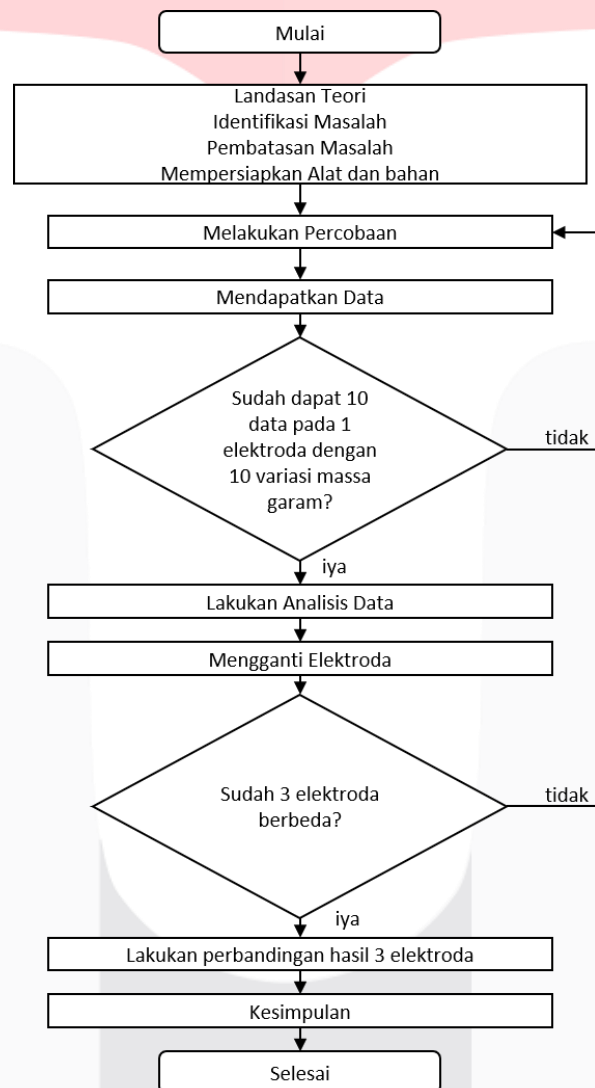 Mulai
Landasan Teori
Identifikasi Masalah
Pembatasan Masalah
Mempersiapkan Alat dan bahan
Melakukan Percobaan
Mendapatkan Data
Sudah dapat 10
data pada 1
elektroda dengan
10 variasi massa
garam?
tidak
iya
Lakukan Analisis Data
Mengganti Elektroda
Sudah 3 elektroda
berbeda?
tidak
iya
Lakukan perbandingan hasil 3 elektroda
Kesimpulan
Selesai